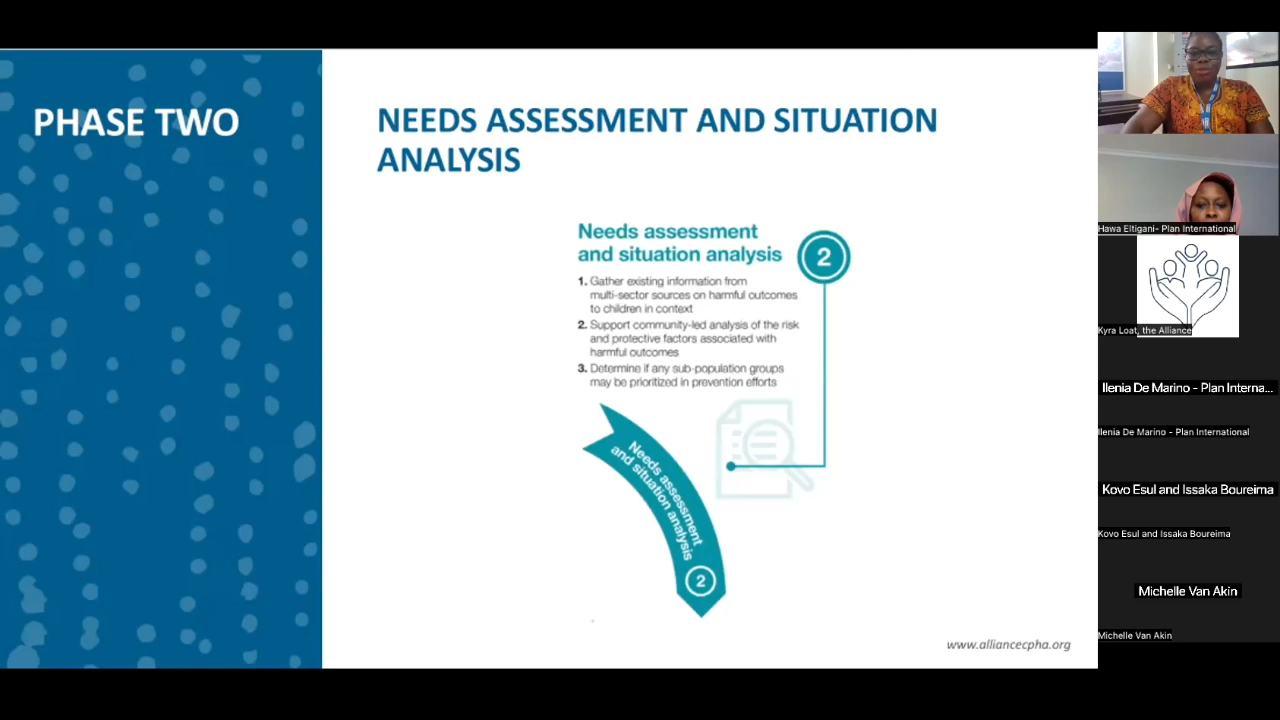 PHASE TWO
NEEDS ASSESSMENT AND SITUATION
ANALYSIS
Needs assessment
and situation analysis
2
1. Gather existing information from
multi-sector sources on harmful outcomes
to children in context
2. Support community-led analysis of the risk
and protective factors associated with
harmful outcomes
3. Determine if any sub-population groups
may be prioritized in prevention efforts
Needs assessment
and situation analysis
2
www.alliancecpha.org
Hawa Eltigani- Plan International
Kyra Loat, the Alliance
Ilenia De Marino - Plan Interna...
Ilenia De Marino - Plan International
Kovo Esul and Issaka Boureima
Kovo Esul and Issaka Boureima
Michelle Van Akin
Michelle Van Akin